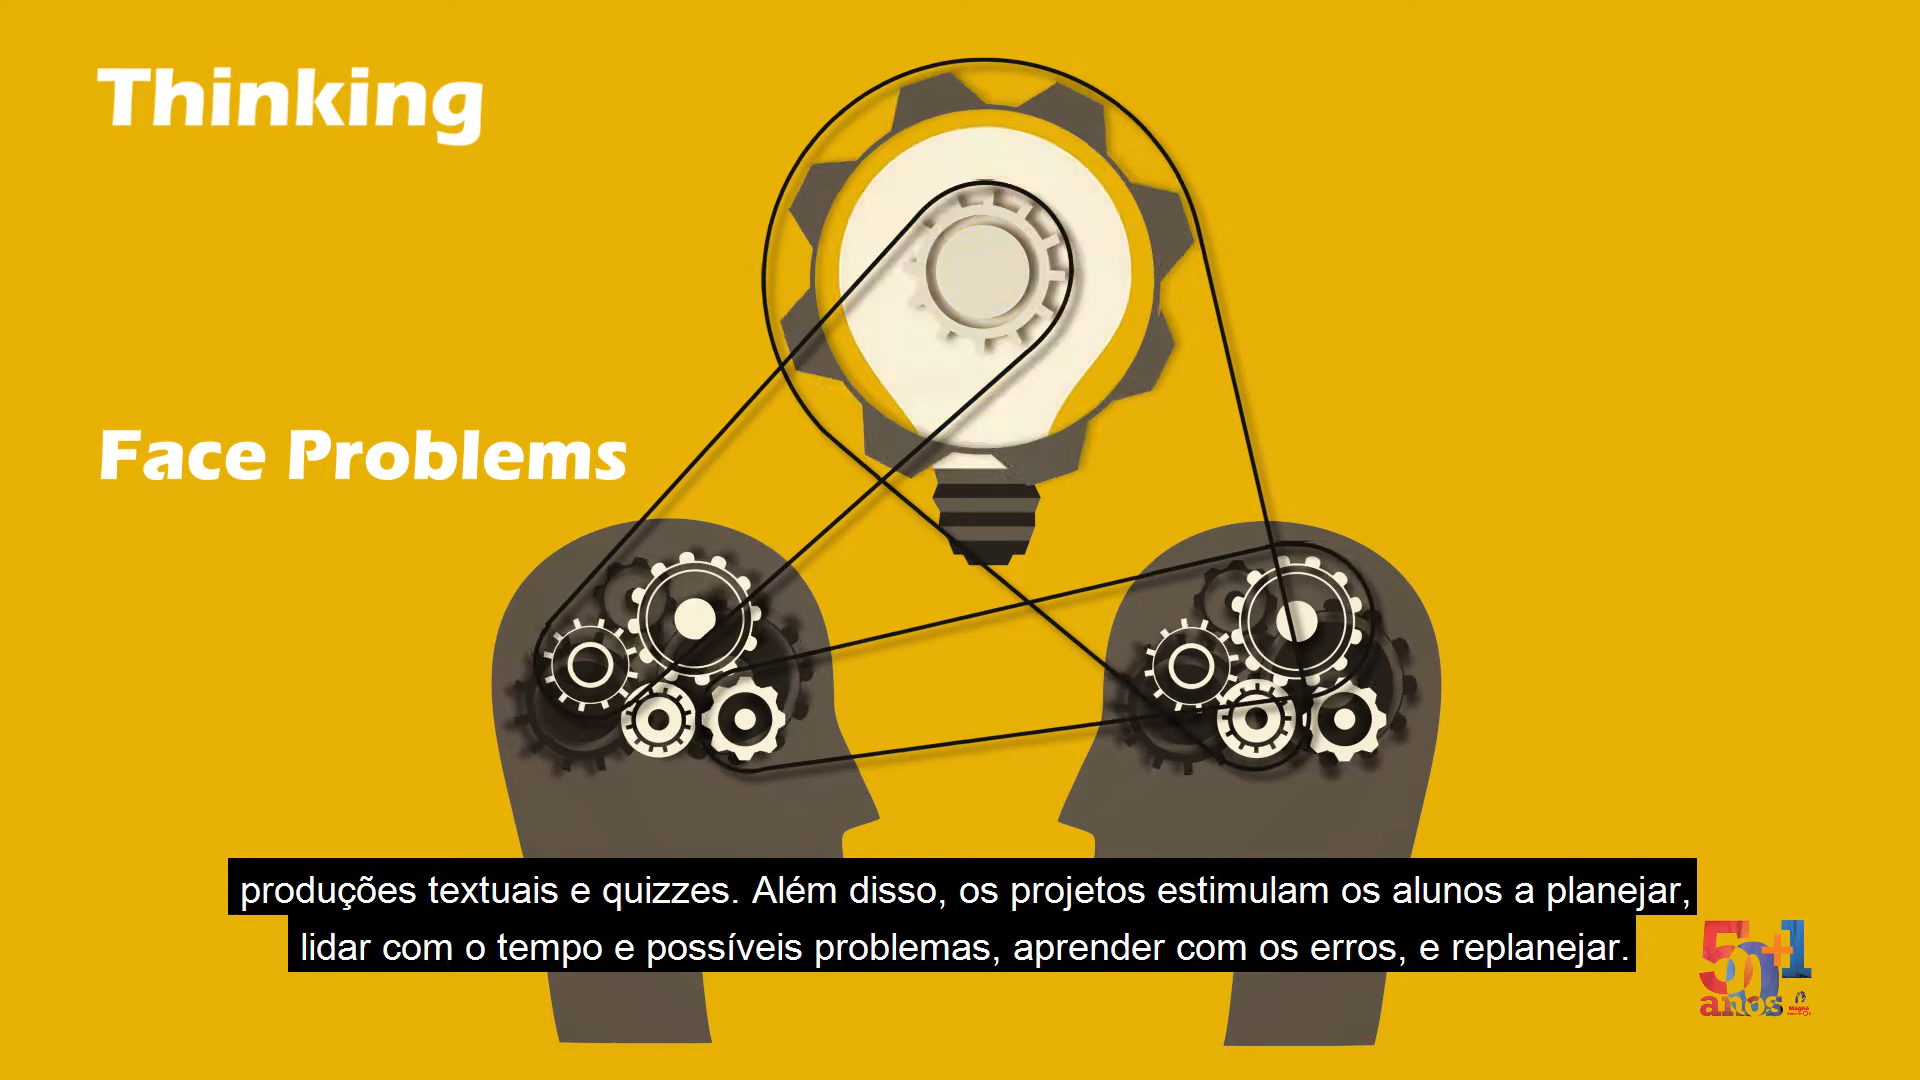 Thinking
Face Problems
produções textuais e quizzes. Além disso, os projetos estimulam os alunos a planejar,
lidar com o tempo e possíveis problemas, aprender com os erros, e replanejar.
50+1
anos
Magno